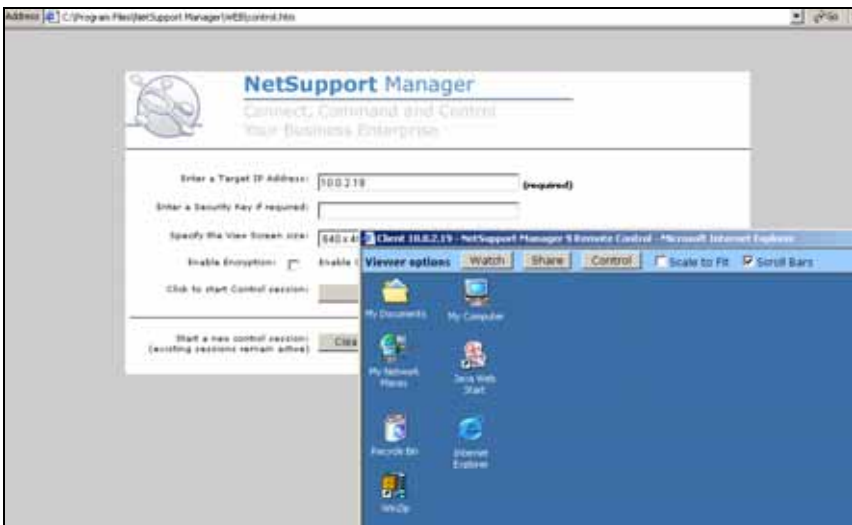 Address C:\Program Files\NetSupport Manager\WEB\control.htm Go
NetSupport Manager
Connect, Command and Control
Your Business Enterprise
Enter a Target IP Address: 10.0.2.19 (required)
Enter a Security Key if required:
Specify the View Screen size: 640 x
Enable Encryption: Enable
Click to start Control session:
Start a new control session:
(existing sessions remain active)
Client 10.0.2.19 - NetSupport Manager 9 Remote Control - Microsoft Internet Explorer
Viewer options Watch Share Control Scale to Fit Scroll Bars
My Documents
My Computer
My Network
Places
Java Web
Start
Recycle Bin
Internet
Explorer
WinZip